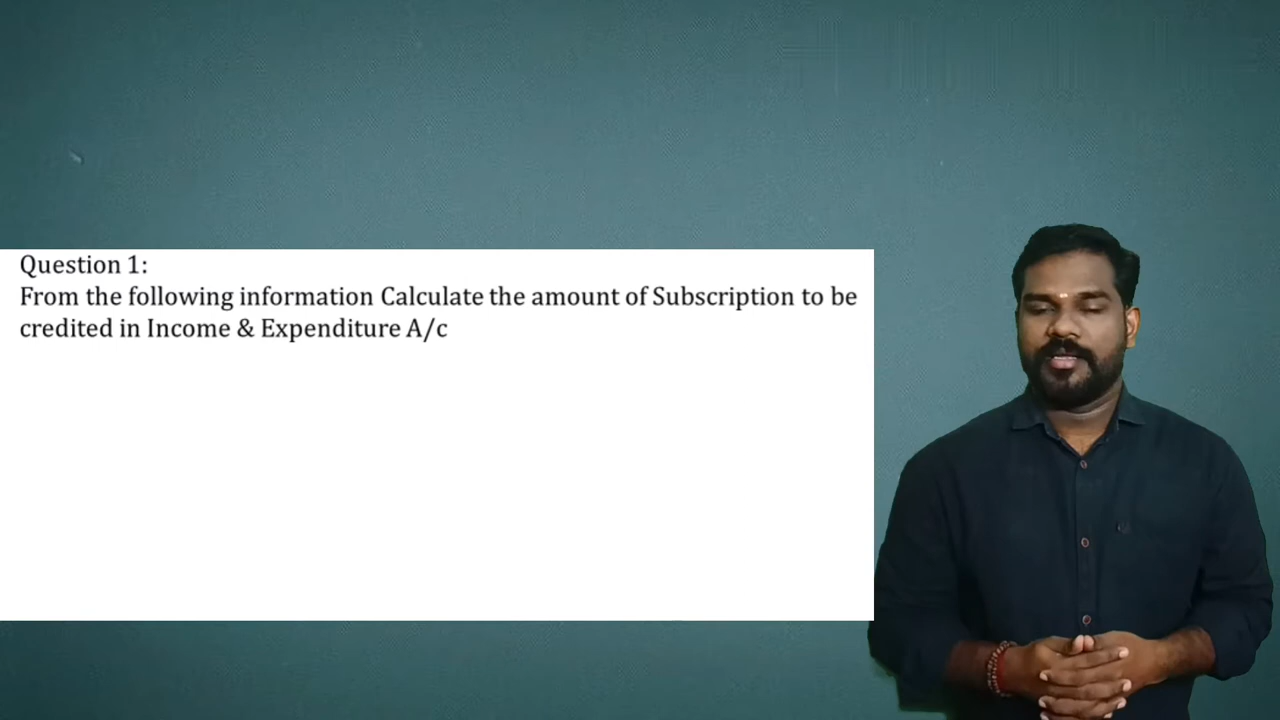 Question 1:
From the following information Calculate the amount of Subscription to be
credited in Income & Expenditure A/c